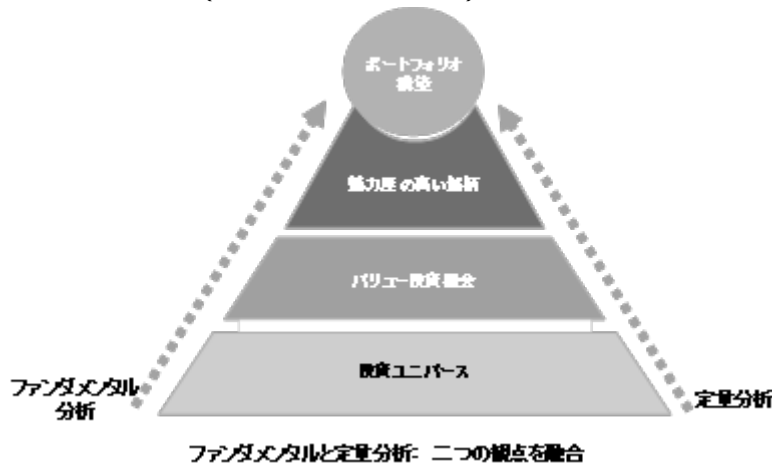 ポートフォリオ
構築
魅力度の高い銘柄
バリュー投資機会
投資ユニバース
ファンダメンタル
分析
定量分析
ファンダメンタルと定量分析: 二つの観点を融合